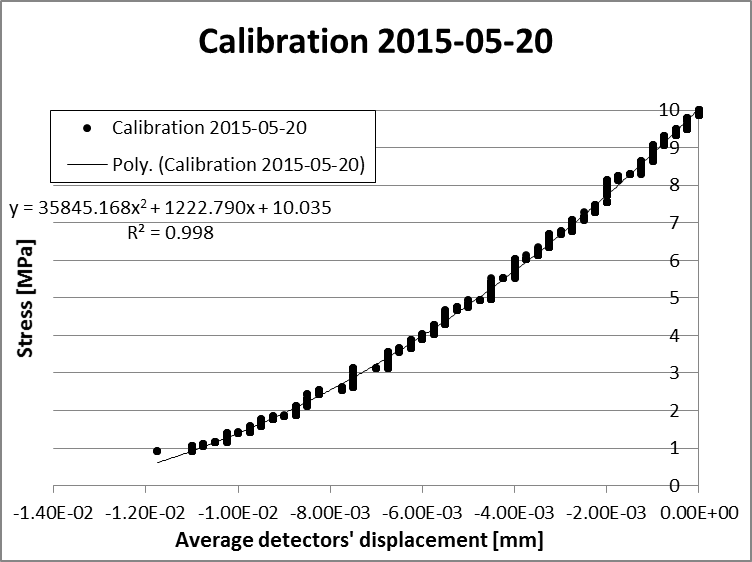 Calibration 2015-05-20
Calibration 2015-05-20
Poly. (Calibration 2015-05-20)
y = 35845.168x² + 1222.790x + 10.035
R² = 0.998
Stress [MPa]
10
9
8
7
6
5
4
3
2
1
0
-1.40E-02 -1.20E-02 -1.00E-02 -8.00E-03 -6.00E-03 -4.00E-03 -2.00E-03 0.00E+00
Average detectors' displacement [mm]